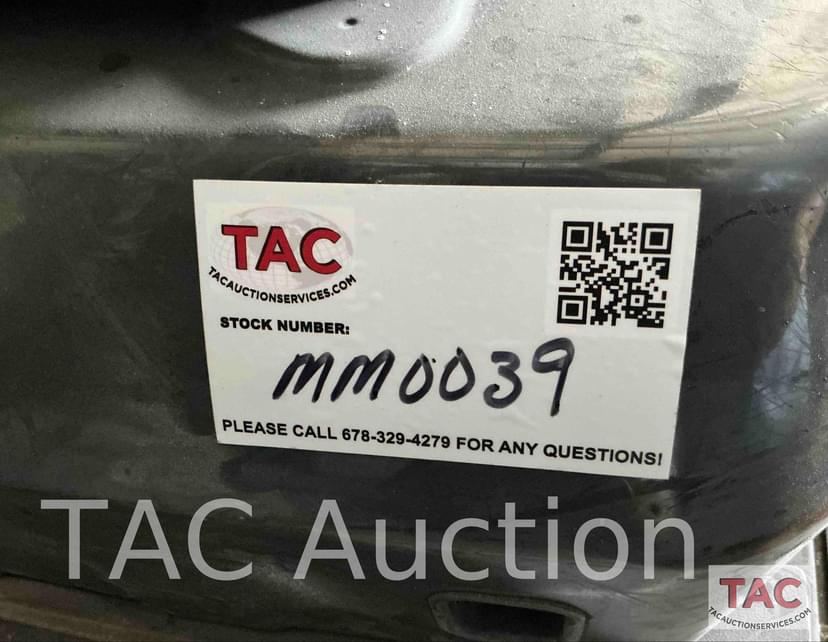 TAC
TACAUCTIONSERVICES.COM
STOCK NUMBER:
MM0039
PLEASE CALL 678-329-4279 FOR ANY QUESTIONS!
TAC Auction
TAC
TACAUCTIONSERVICES.COM